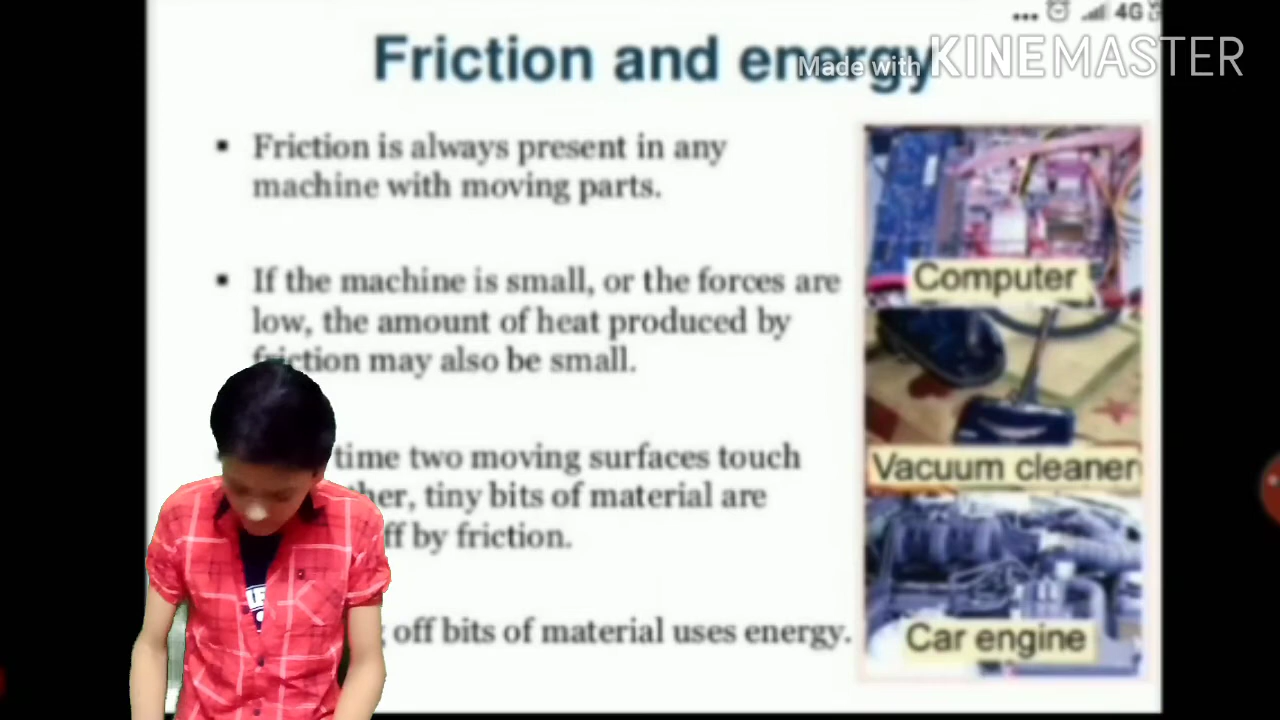 4G
Friction and energy
Made with KINEMASTER
▪ Friction is always present in any
machine with moving parts.
▪ If the machine is small, or the forces are
low, the amount of heat produced by
friction may also be small.
time two moving surfaces touch
tiny bits of material are
by friction.
off bits of material uses energy.
Computer
Vacuum cleaner
Car engine